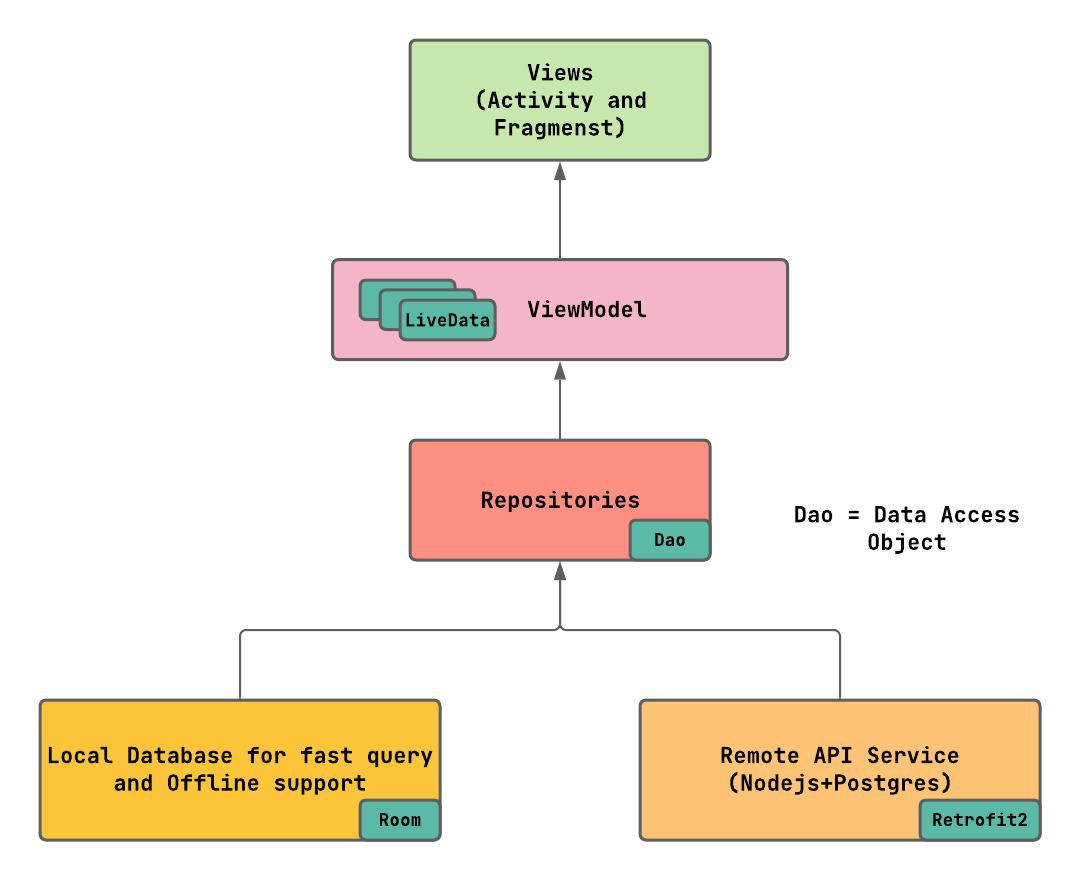 Views
(Activity and
Fragmenst)
LiveData
ViewModel
Repositories
Dao
Dao = Data Access
Object
Local Database for fast query
and Offline support
Room
Remote API Service
(Nodejs+Postgres)
Retrofit2